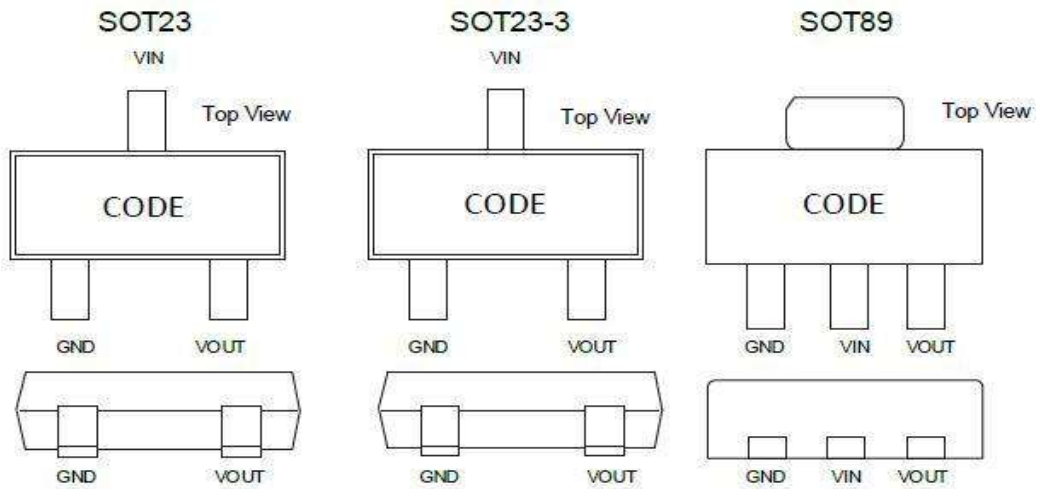 SOT23 SOT23-3 SOT89
VIN VIN
Top View Top View Top View
CODE CODE CODE
GND VOUT GND VOUT GND VIN VOUT
GND VOUT GND VOUT GND VIN VOUT